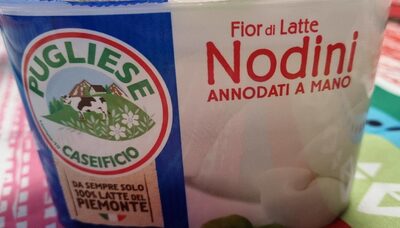 PUGLIESE
CASEIFICIO
DA SEMPRE SOLO
100% LATTE DEL
PIEMONTE
Fior di Latte
Nodini
ANNODATI A MANO